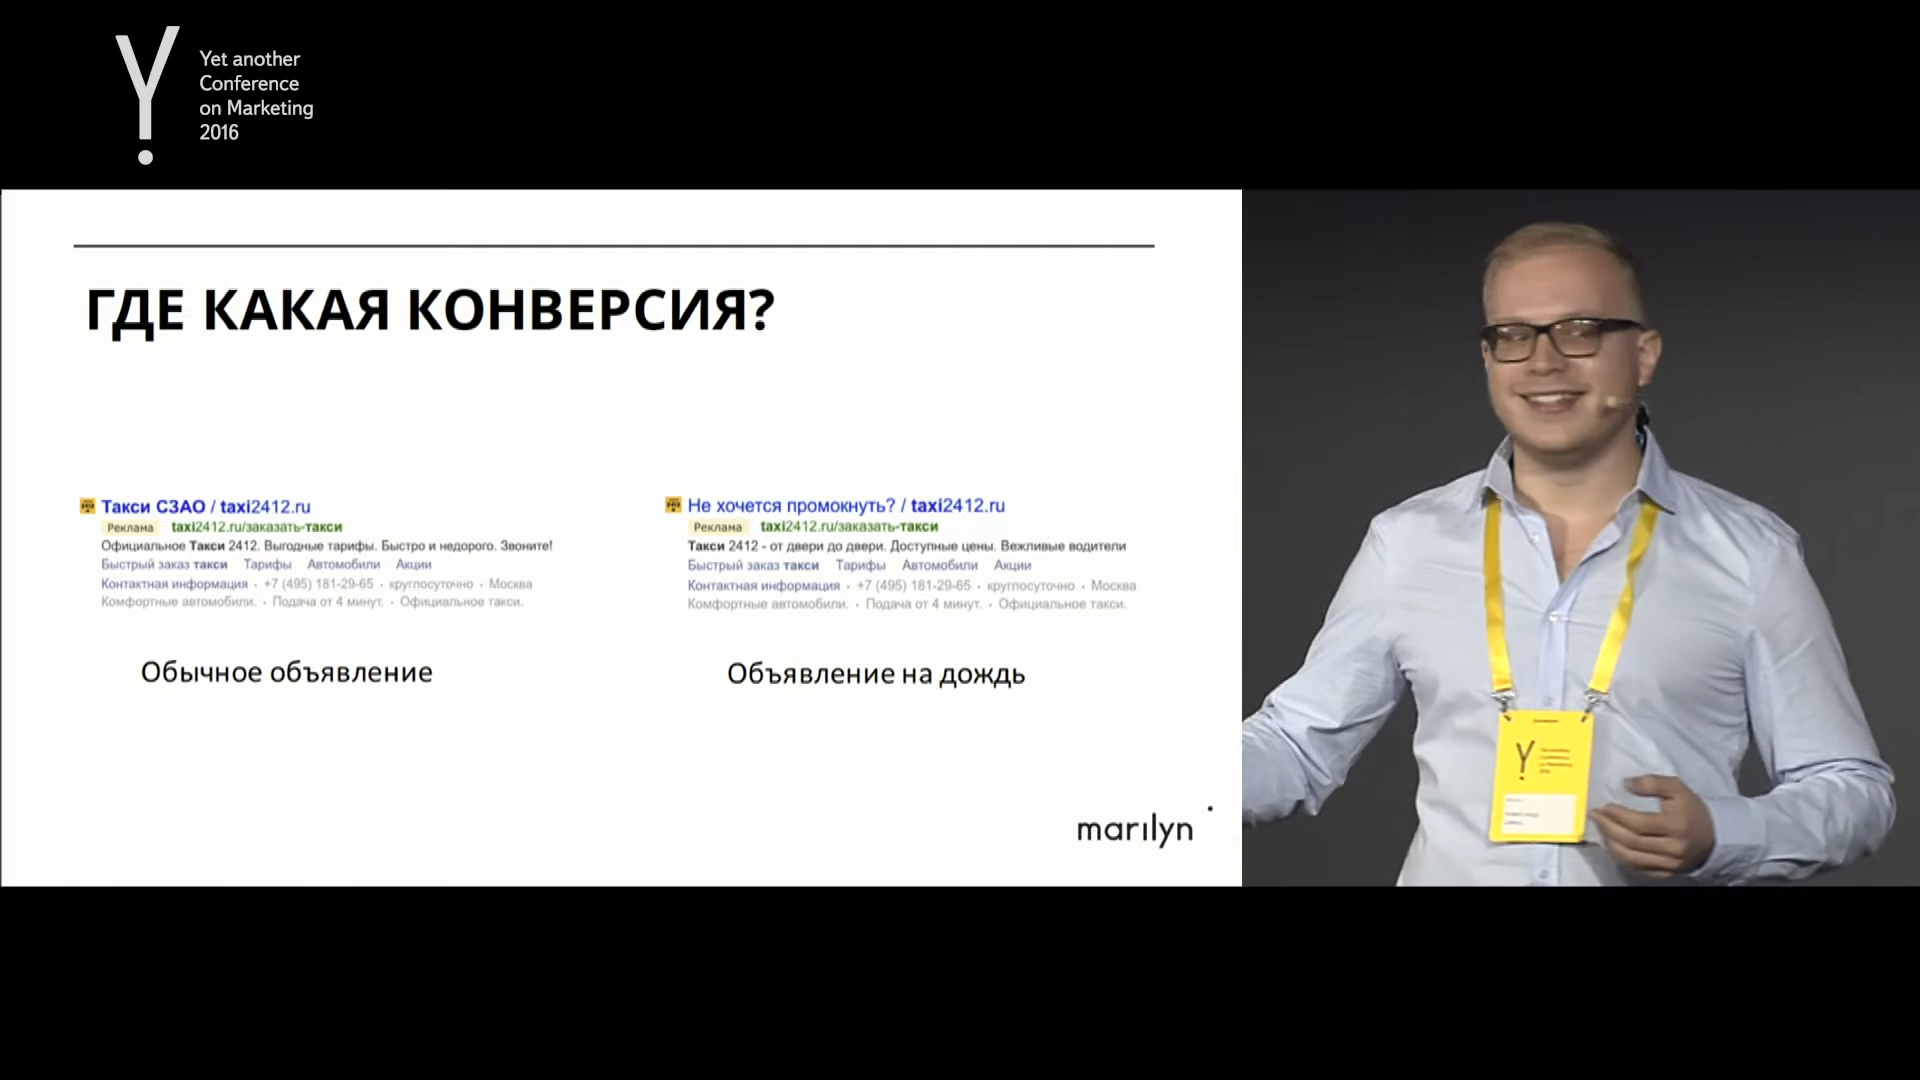 Yet another
Conference
on Marketing
2016
ГДЕ КАКАЯ КОНВЕРСИЯ?
Такси СЗАО / taxi2412.ru
Реклама taxi2412.ru/заказать-такси
Официальное Такси 2412. Выгодные тарифы. Быстро и недорого. Звоните!
Быстрый заказ такси Тарифы Автомобили Акции
Контактная информация · +7 (495) 181-29-65 · круглосуточно · Москва
Комфортные автомобили. · Подача от 4 минут. · Официальное такси.
Обычное объявление
Не хочется промокнуть? / taxi2412.ru
Реклама taxi2412.ru/заказать-такси
Такси 2412 - от двери до двери. Доступные цены. Вежливые водители
Быстрый заказ такси Тарифы Автомобили Акции
Контактная информация · +7 (495) 181-29-65 · круглосуточно · Москва
Комфортные автомобили. · Подача от 4 минут. · Официальное такси.
Объявление на дождь
marılyn